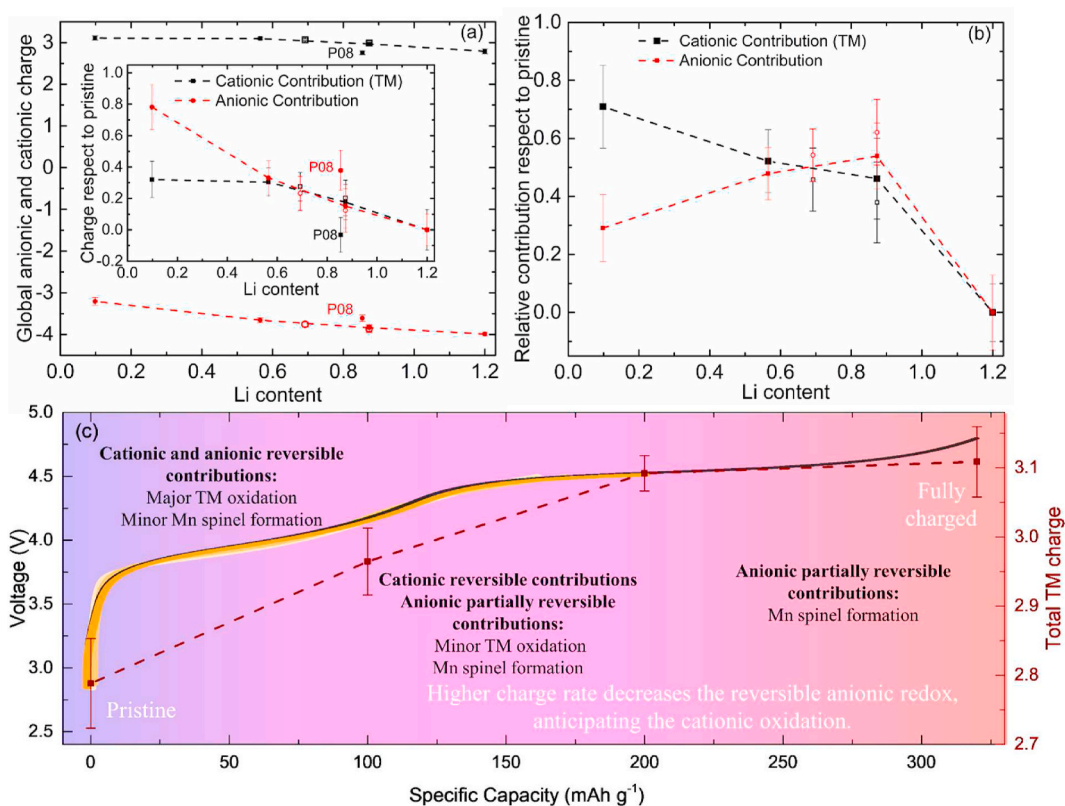 (a)
Global anionic and cationic charge
3
2
1
0
-1
-2
-3
-4
0.0 0.2 0.4 0.6 0.8 1.0 1.2
Li content
P08
P08
Charge respect to pristine
1.0
0.8
0.6
0.4
0.2
0.0
-0.2
0.0 0.2 0.4 0.6 0.8 1.0 1.2
Li content
Cationic Contribution (TM)
Anionic Contribution
P08
P08
(b)
Relative contribution respect to pristine
1.0
0.8
0.6
0.4
0.2
0.0
0.0 0.2 0.4 0.6 0.8 1.0 1.2
Li content
Cationic Contribution (TM)
Anionic Contribution
(c)
Voltage (V)
5.0
4.5
4.0
3.5
3.0
2.5
Cationic and anionic reversible
contributions:
Major TM oxidation
Minor Mn spinel formation
Cationic reversible contributions
Anionic partially reversible
contributions:
Minor TM oxidation
Mn spinel formation
Anionic partially reversible
contributions:
Mn spinel formation
Fully
charged
Pristine
Higher charge rate decreases the reversible anionic redox,
anticipating the cationic oxidation.
3.1
3.0
2.9
2.8
2.7
Total TM charge
0 50 100 150 200 250 300
Specific Capacity (mAh g⁻¹)